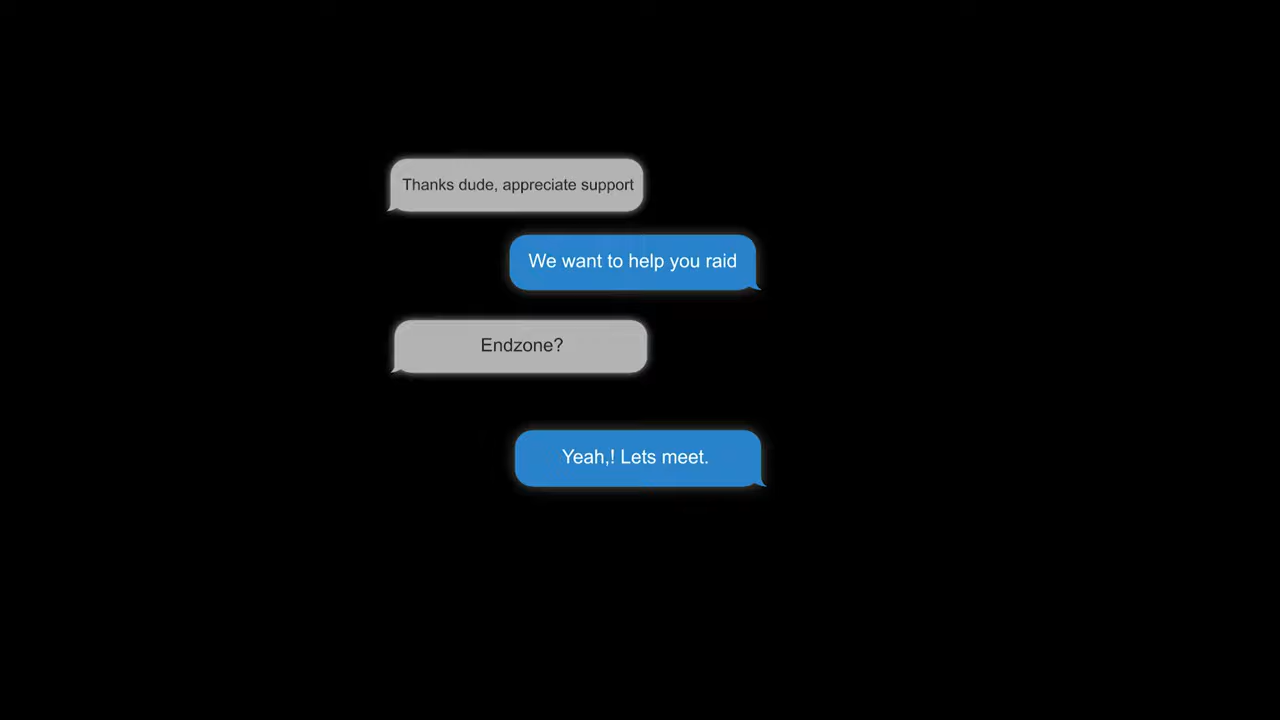 Thanks dude, appreciate support
We want to help you raid
Endzone?
Yeah,! Lets meet.